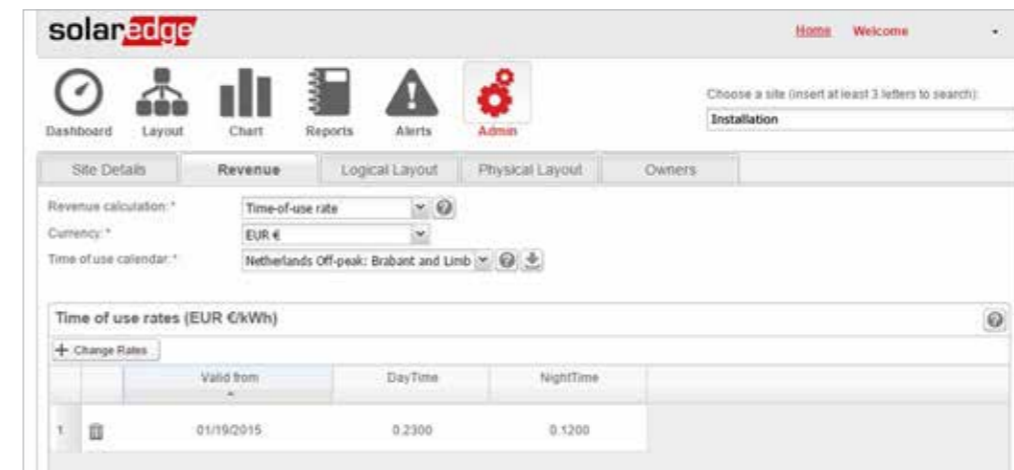 solaredge
Home Welcome
Dashboard Layout Chart Reports Alerts Admin
Choose a site (insert at least 3 letters to search):
Installation
Site Details Revenue Logical Layout Physical Layout Owners
Revenue calculation: * Time-of-use rate
Currency: * EUR €
Time of use calendar: * Netherlands Off-peak: Brabant and Limb
Time of use rates (EUR €/kWh)
+ Change Rates
Valid from DayTime NightTime
1 01/19/2015 0.2300 0.1200